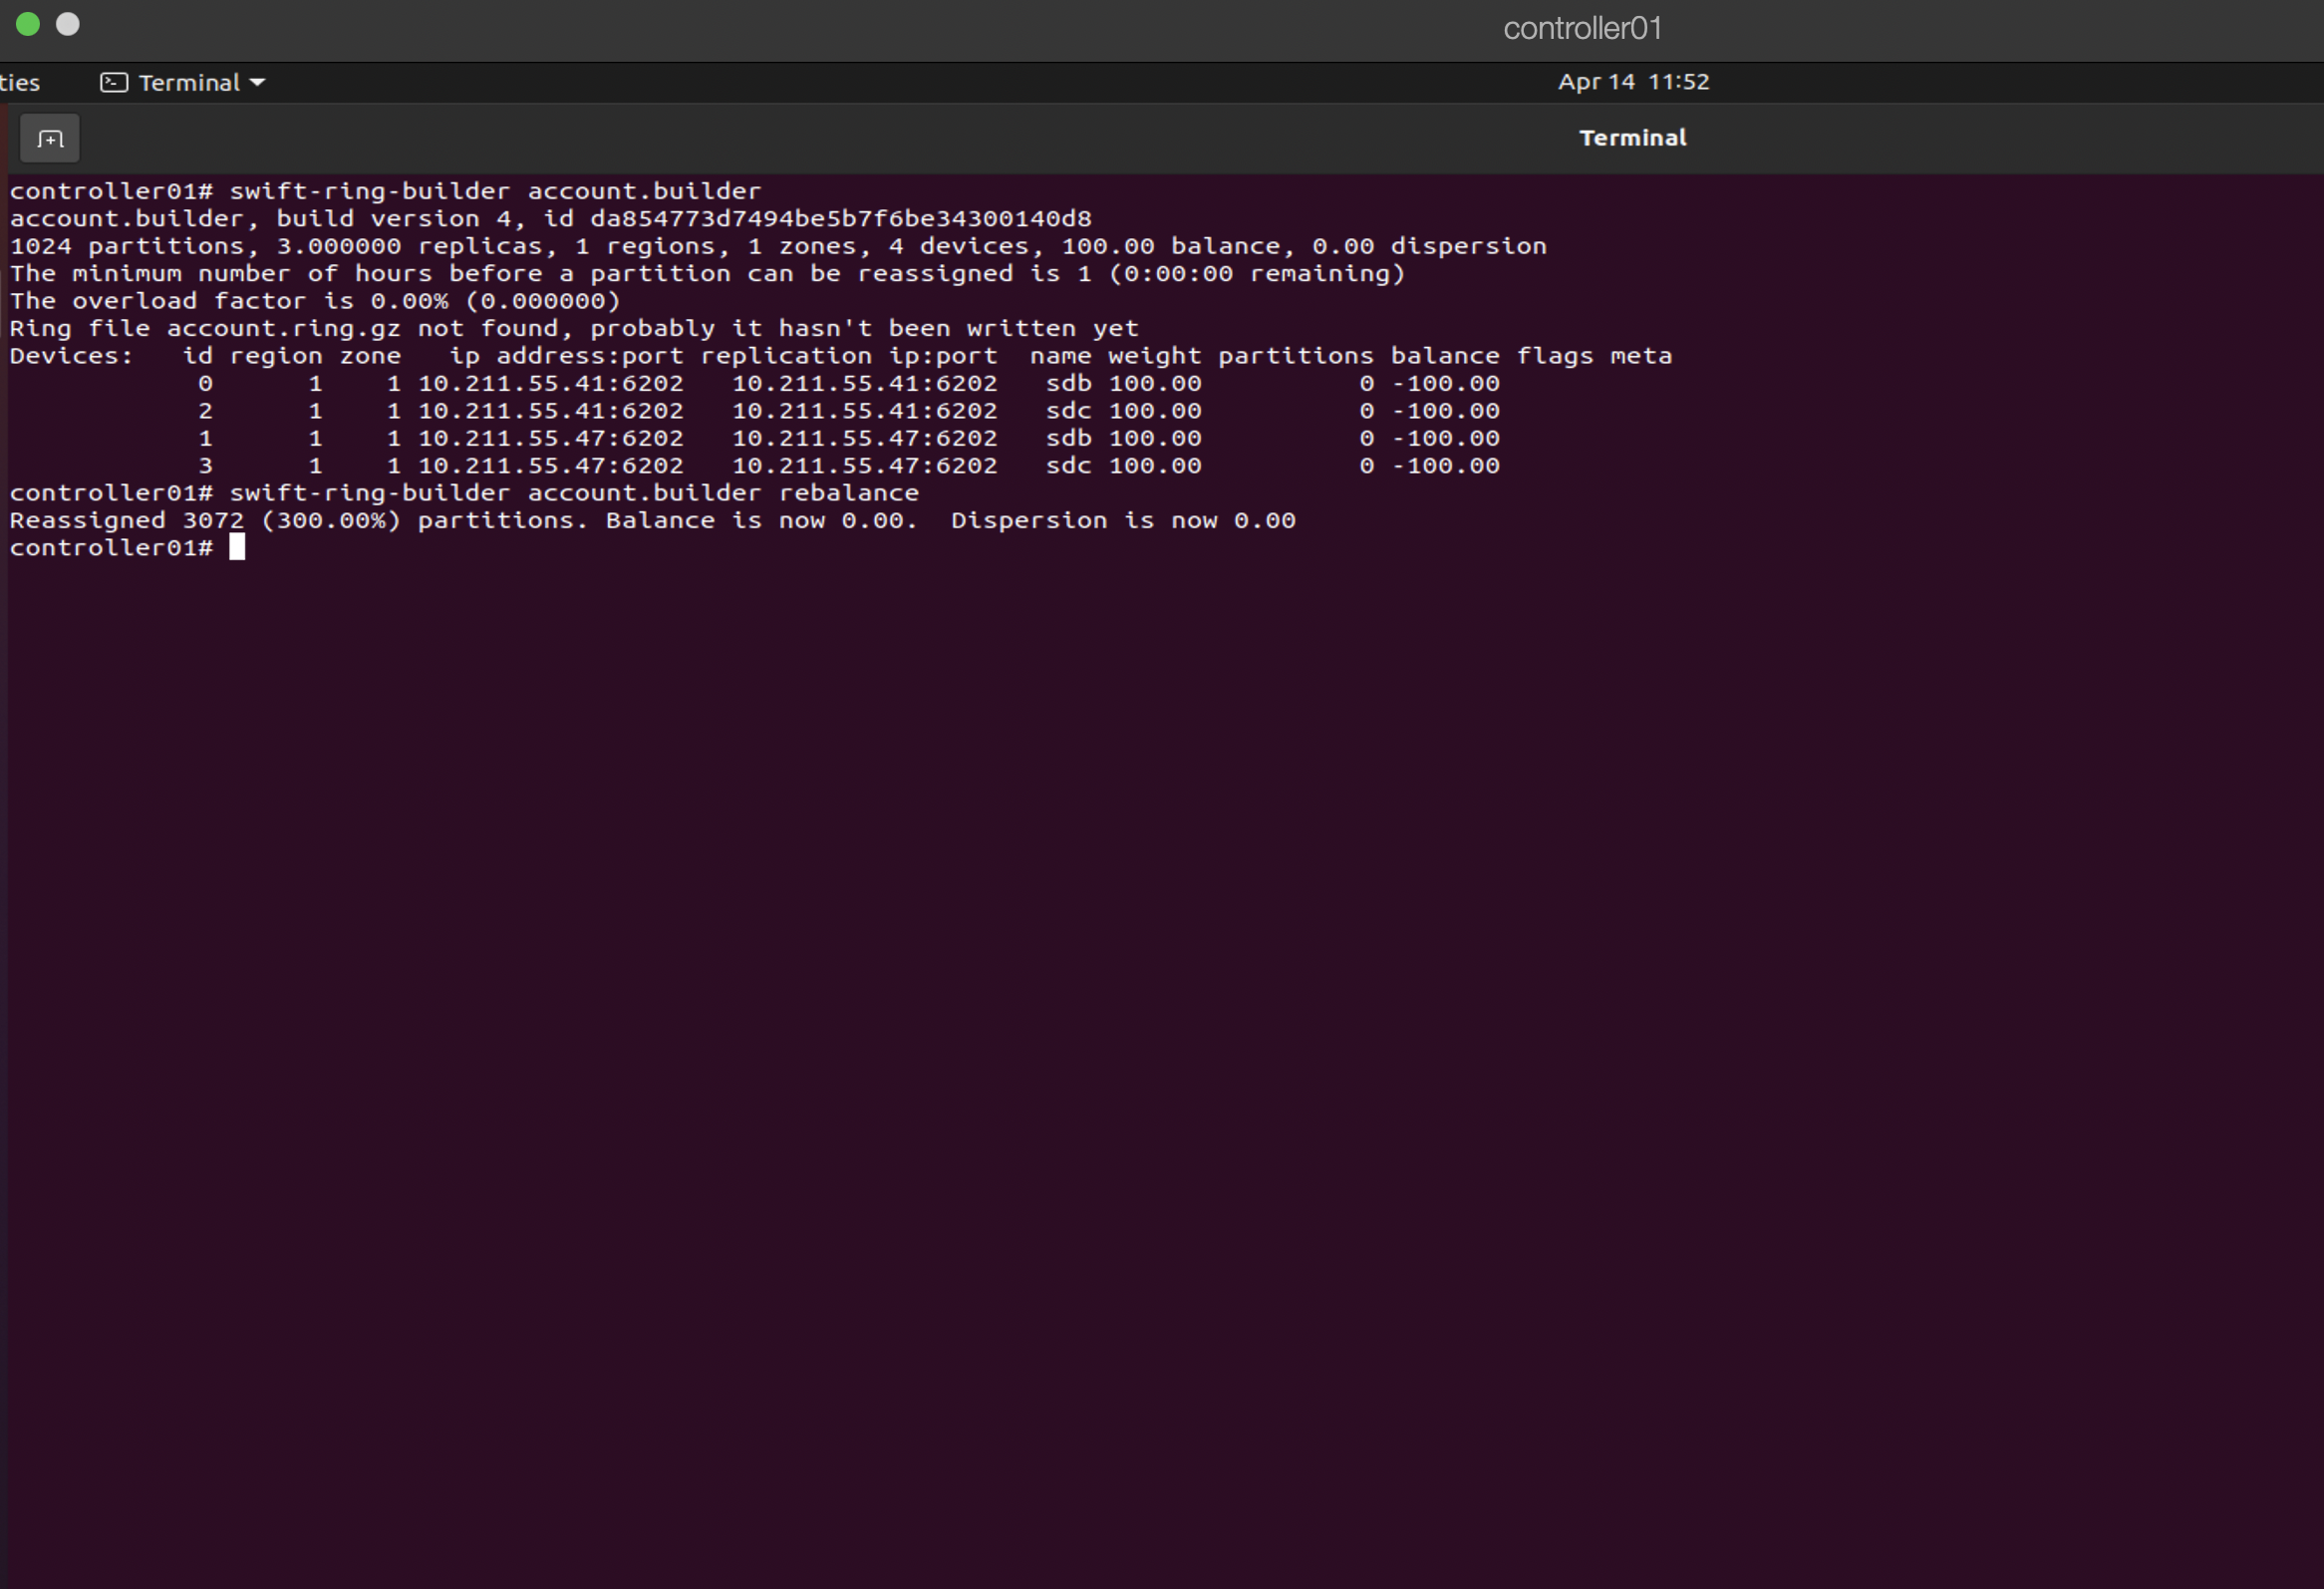 controller01
ties Terminal Apr 14 11:52
Terminal
controller01# swift-ring-builder account.builder
account.builder, build version 4, id da854773d7494be5b7f6be34300140d8
1024 partitions, 3.000000 replicas, 1 regions, 1 zones, 4 devices, 100.00 balance, 0.00 dispersion
The minimum number of hours before a partition can be reassigned is 1 (0:00:00 remaining)
The overload factor is 0.00% (0.000000)
Ring file account.ring.gz not found, probably it hasn't been written yet
Devices:   id region zone   ip address:port replication ip:port  name weight partitions balance flags meta
            0      1    1 10.211.55.41:6202   10.211.55.41:6202   sdb 100.00          0 -100.00
            2      1    1 10.211.55.41:6202   10.211.55.41:6202   sdc 100.00          0 -100.00
            1      1    1 10.211.55.47:6202   10.211.55.47:6202   sdb 100.00          0 -100.00
            3      1    1 10.211.55.47:6202   10.211.55.47:6202   sdc 100.00          0 -100.00
controller01# swift-ring-builder account.builder rebalance
Reassigned 3072 (300.00%) partitions. Balance is now 0.00.  Dispersion is now 0.00
controller01#